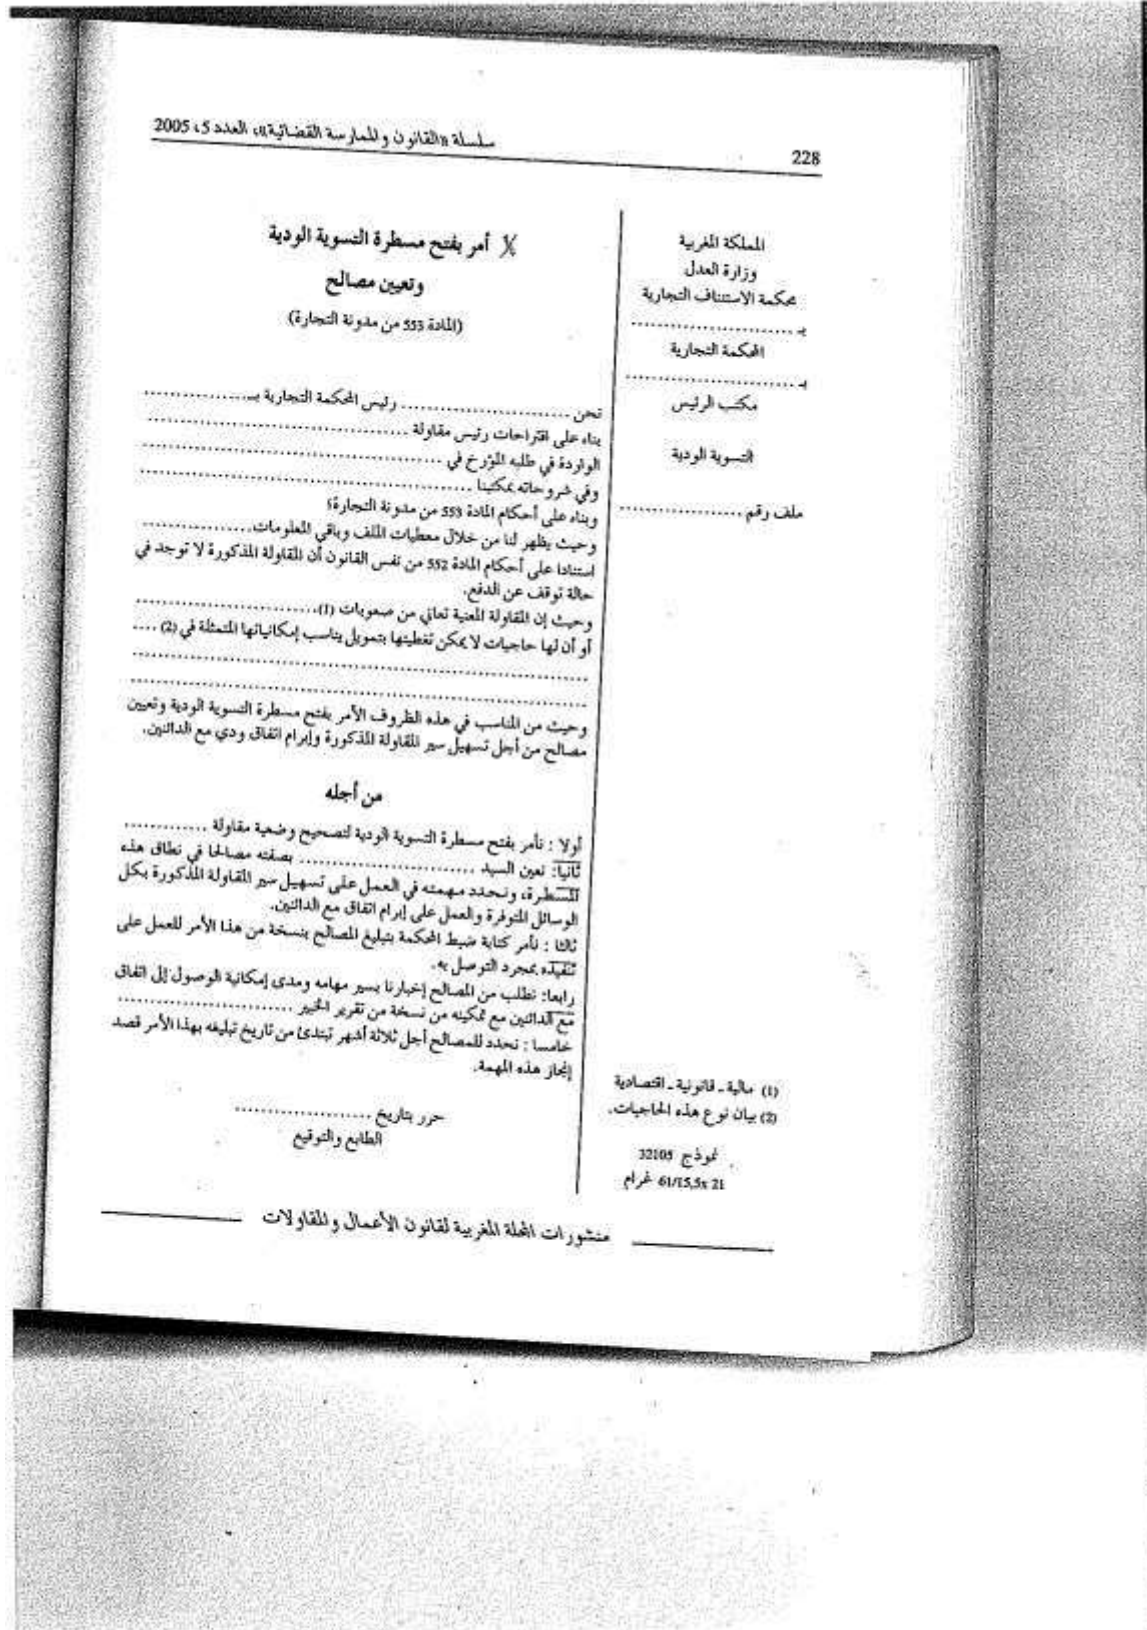 228
سلسلة «القانون والممارسة القضائية»، العدد 5، 2005
المملكة المغربية
وزارة العدل
محكمة الاستئناف التجارية
بـ ............................
المحكمة التجارية
بـ ............................
مكتب الرئيس
التسوية الودية
ملف رقم ....................
أمر بفتح مسطرة التسوية الودية
وتعيين مصالح
(المادة 553 من مدونة التجارة)
نحن ............................ رئيس المحكمة التجارية بـ ..................
بناء على اقتراحات رئيس مقاولة ............................................
الواردة في طلبه المؤرخ في ..................................................
وفي شروحاته بمكتبنا ........................................................
وبناء على أحكام المادة 553 من مدونة التجارة؛
وحيث يظهر لنا من خلال معطيات الملف وباقي المعلومات ..................
استنادا على أحكام المادة 552 من نفس القانون أن المقاولة المذكورة لا توجد في
حالة توقف عن الدفع.
وحيث إن المقاولة المعنية تعاني من صعوبات (1) ..............................
أو أن لها حاجيات لا يمكن تغطيتها بتمويل يناسب إمكانياتها المتمثلة في (2) ....
............................................................................
............................................................................
وحيث من المناسب في هذه الظروف الأمر بفتح مسطرة التسوية الودية وتعيين
مصالح من أجل تسهيل سير المقاولة المذكورة وإبرام اتفاق ودي مع الدائنين.
من أجله
أولا : نأمر بفتح مسطرة التسوية الودية لتصحيح وضعية مقاولة ..............
ثانيا: نعين السيد .............................. بصفته مصالحا في نطاق هذه
المسطرة، ونحدد مهمته في العمل على تسهيل سير المقاولة المذكورة بكل
الوسائل المتوفرة والعمل على إبرام اتفاق مع الدائنين.
ثالثا : نأمر كتابة ضبط المحكمة بتبليغ المصالح بنسخة من هذا الأمر للعمل على
تنفيذه بمجرد التوصل به.
رابعا: نطلب من المصالح إخبارنا بسير مهامه ومدى إمكانية الوصول إلى اتفاق
مع الدائنين مع تمكينه من نسخة من تقرير الخبير ..............................
خامسا : نحدد للمصالح أجل ثلاثة أشهر تبتدئ من تاريخ تبليغه بهذا الأمر قصد
إنجاز هذه المهمة.
حرر بتاريخ ......................
الطابع والتوقيع
(1) مالية ـ قانونية ـ اقتصادية
(2) بيان نوع هذه الحاجيات.
نموذج 32105
21 x 61/15,5 غرام
منشورات المجلة المغربية لقانون الأعمال والمقاولات